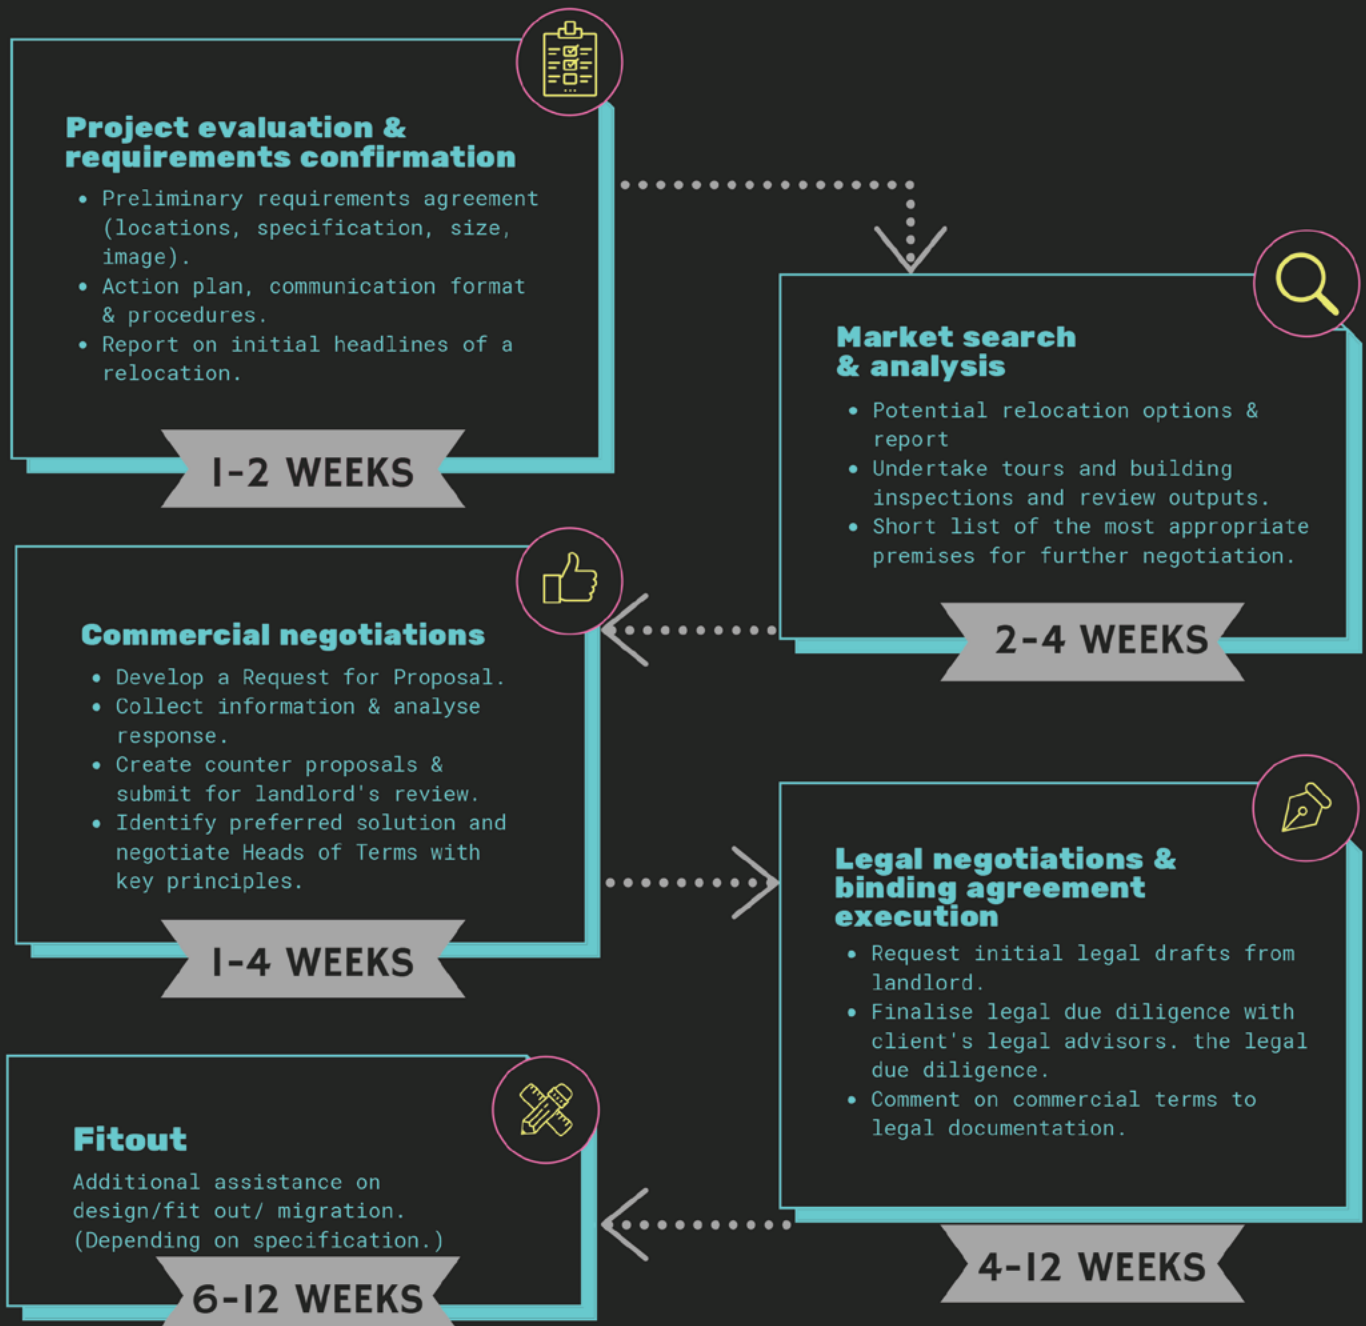 Project evaluation &
requirements confirmation
• Preliminary requirements agreement
(locations, specification, size,
image).
• Action plan, communication format
& procedures.
• Report on initial headlines of a
relocation.
1-2 WEEKS
Market search
& analysis
• Potential relocation options &
report
• Undertake tours and building
inspections and review outputs.
• Short list of the most appropriate
premises for further negotiation.
2-4 WEEKS
Commercial negotiations
• Develop a Request for Proposal.
• Collect information & analyse
response.
• Create counter proposals &
submit for landlord's review.
• Identify preferred solution and
negotiate Heads of Terms with
key principles.
1-4 WEEKS
Legal negotiations &
binding agreement
execution
• Request initial legal drafts from
landlord.
• Finalise legal due diligence with
client's legal advisors. the legal
due diligence.
• Comment on commercial terms to
legal documentation.
4-12 WEEKS
Fitout
Additional assistance on
design/fit out/ migration.
(Depending on specification.)
6-12 WEEKS